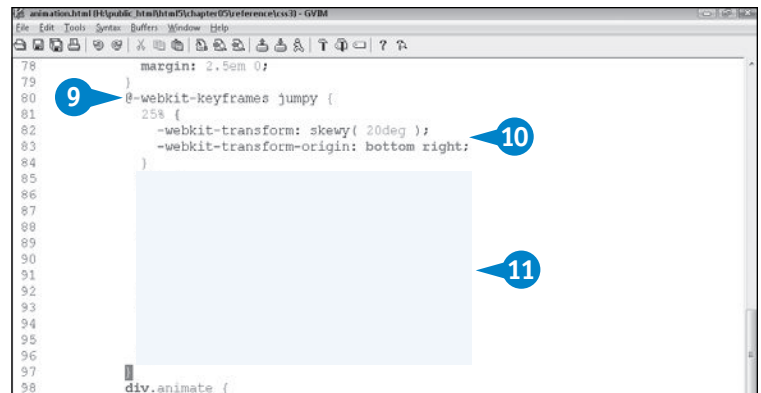 animation.html (H:\public_html\html5\chapter05\reference\css3) - GVIM
File Edit Tools Syntax Buffers Window Help
78 margin: 2.5em 0;
79 }
80 @-webkit-keyframes jumpy {
81 25% {
82 -webkit-transform: skewy( 20deg );
83 -webkit-transform-origin: bottom right;
84 }
85
86
87
88
89
90
91
92
93
94
95
96
97 }
98 div.animate {
9
10
11